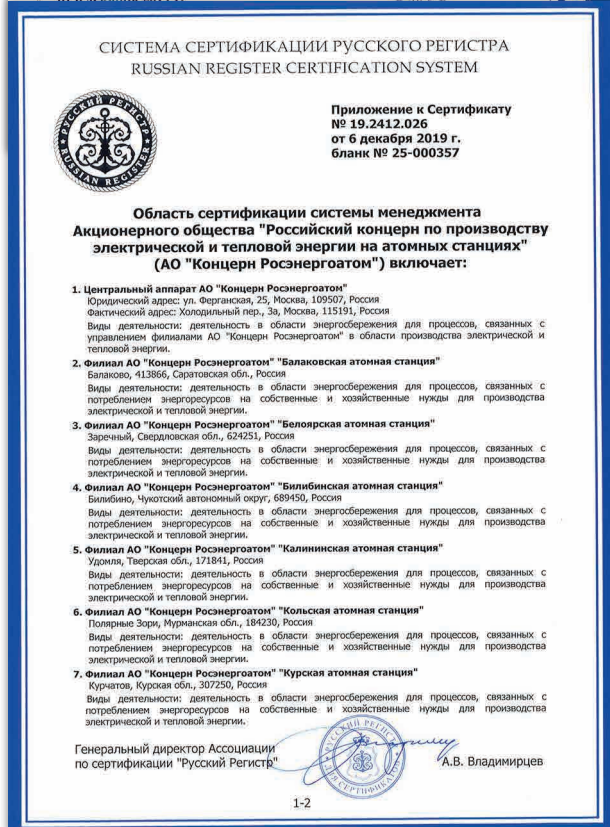 СИСТЕМА СЕРТИФИКАЦИИ РУССКОГО РЕГИСТРА
RUSSIAN REGISTER CERTIFICATION SYSTEM
РУССКИЙ РЕГИСТР
RUSSIAN REGISTER
Приложение к Сертификату
№ 19.2412.026
от 6 декабря 2019 г.
бланк № 25-000357
Область сертификации системы менеджмента
Акционерного общества "Российский концерн по производству
электрической и тепловой энергии на атомных станциях"
(АО "Концерн Росэнергоатом") включает:
1. Центральный аппарат АО "Концерн Росэнергоатом"
Юридический адрес: ул. Ферганская, 25, Москва, 109507, Россия
Фактический адрес: Холодильный пер., 3а, Москва, 115191, Россия
Виды деятельности: деятельность в области энергосбережения для процессов, связанных с
управлением филиалами АО "Концерн Росэнергоатом" в области производства электрической и
тепловой энергии.
2. Филиал АО "Концерн Росэнергоатом" "Балаковская атомная станция"
Балаково, 413866, Саратовская обл., Россия
Виды деятельности: деятельность в области энергосбережения для процессов, связанных с
потреблением энергоресурсов на собственные и хозяйственные нужды для производства
электрической и тепловой энергии.
3. Филиал АО "Концерн Росэнергоатом" "Белоярская атомная станция"
Заречный, Свердловская обл., 624251, Россия
Виды деятельности: деятельность в области энергосбережения для процессов, связанных с
потреблением энергоресурсов на собственные и хозяйственные нужды для производства
электрической и тепловой энергии.
4. Филиал АО "Концерн Росэнергоатом" "Билибинская атомная станция"
Билибино, Чукотский автономный округ, 689450, Россия
Виды деятельности: деятельность в области энергосбережения для процессов, связанных с
потреблением энергоресурсов на собственные и хозяйственные нужды для производства
электрической и тепловой энергии.
5. Филиал АО "Концерн Росэнергоатом" "Калининская атомная станция"
Удомля, Тверская обл., 171841, Россия
Виды деятельности: деятельность в области энергосбережения для процессов, связанных с
потреблением энергоресурсов на собственные и хозяйственные нужды для производства
электрической и тепловой энергии.
6. Филиал АО "Концерн Росэнергоатом" "Кольская атомная станция"
Полярные Зори, Мурманская обл., 184230, Россия
Виды деятельности: деятельность в области энергосбережения для процессов, связанных с
потреблением энергоресурсов на собственные и хозяйственные нужды для производства
электрической и тепловой энергии.
7. Филиал АО "Концерн Росэнергоатом" "Курская атомная станция"
Курчатов, Курская обл., 307250, Россия
Виды деятельности: деятельность в области энергосбережения для процессов, связанных с
потреблением энергоресурсов на собственные и хозяйственные нужды для производства
электрической и тепловой энергии.
Генеральный директор Ассоциации
по сертификации "Русский Регистр"
РУССКИЙ РЕГИСТР
ДЛЯ СЕРТИФИКАТОВ
А.В. Владимирцев
1-2